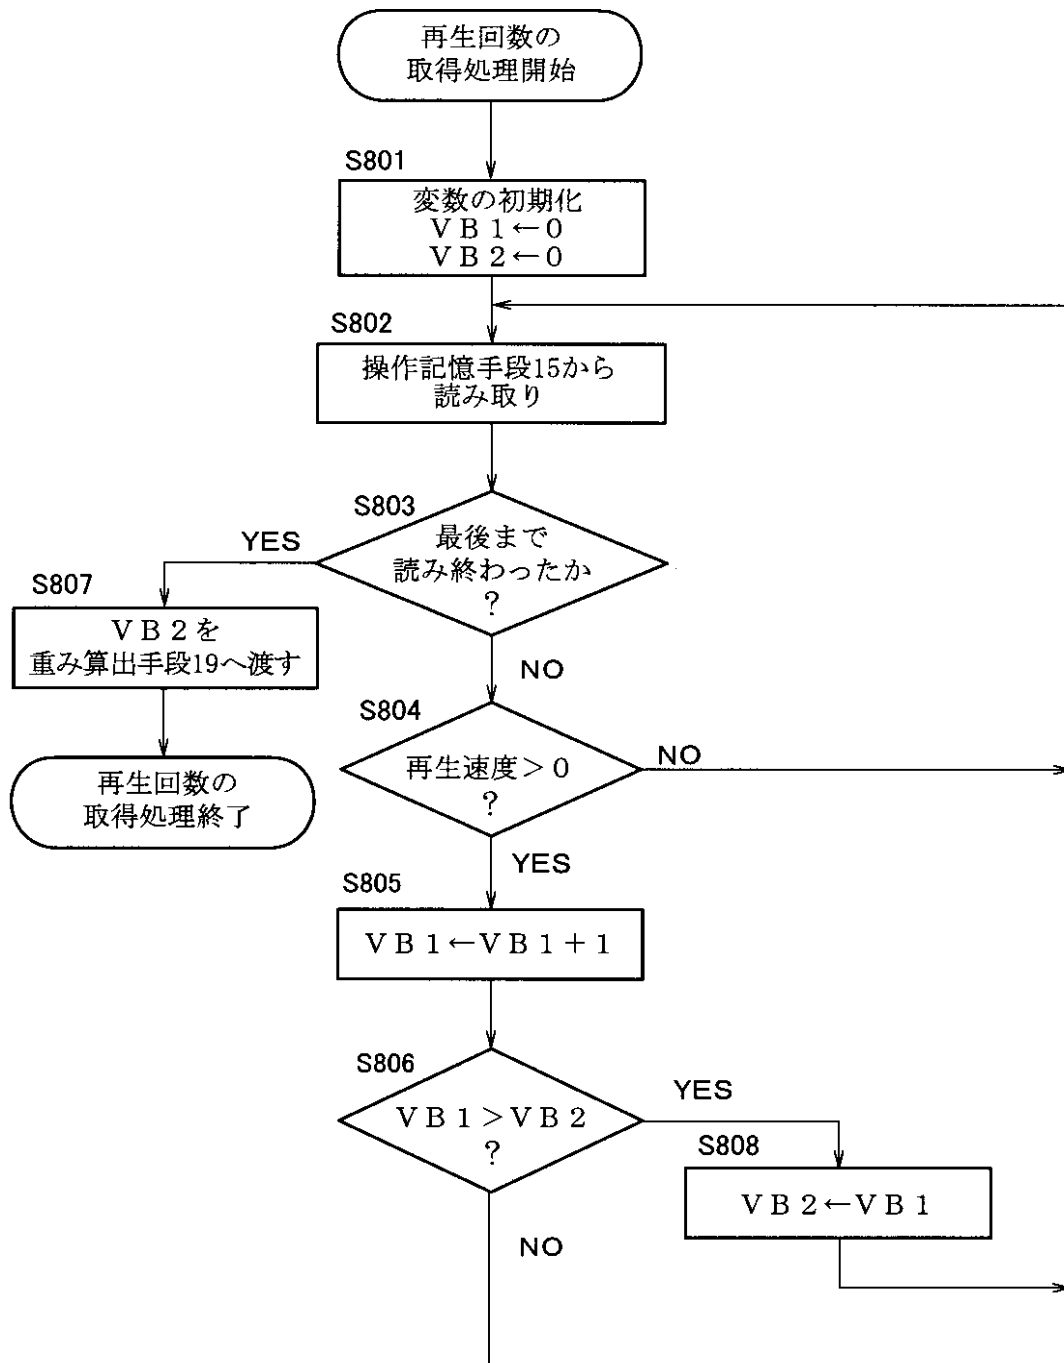 再生回数の
取得処理開始
S801
変数の初期化
ＶＢ１←０
ＶＢ２←０
S802
操作記憶手段15から
読み取り
S803
最後まで
読み終わったか
？
YES
NO
S807
ＶＢ２を
重み算出手段19へ渡す
再生回数の
取得処理終了
S804
再生速度＞０
？
NO
YES
S805
ＶＢ１←ＶＢ１＋１
S806
ＶＢ１＞ＶＢ２
？
YES
NO
S808
ＶＢ２←ＶＢ１